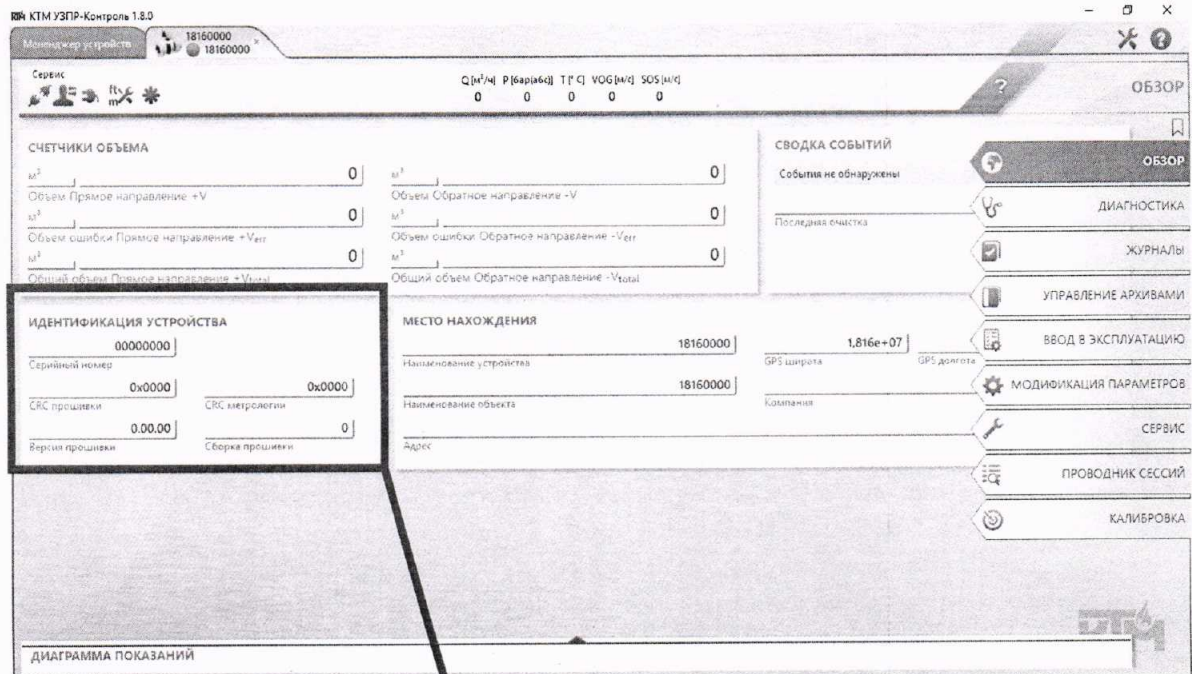 КТМ УЗПР-Контроль 1.8.0
Менеджер устройств
18160000
18160000
Сервис
Q [м³/ч] P [бар(абс)] T [° C] VOG [м/с] SOS [м/с]
0 0 0 0 0
? ОБЗОР
СЧЕТЧИКИ ОБЪЕМА
м³ 0
Объем Прямое направление +V
м³ 0
Объем ошибки Прямое направление +Verr
м³ 0
Общий объем Прямое направление +Vtotal
м³ 0
Объем Обратное направление -V
м³ 0
Объем ошибки Обратное направление -Verr
м³ 0
Общий объем Обратное направление -Vtotal
СВОДКА СОБЫТИЙ
События не обнаружены
Последняя очистка
ОБЗОР
ДИАГНОСТИКА
ЖУРНАЛЫ
УПРАВЛЕНИЕ АРХИВАМИ
ВВОД В ЭКСПЛУАТАЦИЮ
МОДИФИКАЦИЯ ПАРАМЕТРОВ
СЕРВИС
ПРОВОДНИК СЕССИЙ
КАЛИБРОВКА
ИДЕНТИФИКАЦИЯ УСТРОЙСТВА
00000000
Серийный номер
0x0000 0x0000
CRC прошивки CRC метрологии
0.00.00 0
Версия прошивки Сборка прошивки
МЕСТО НАХОЖДЕНИЯ
18160000 1,816e+07
Наименование устройства GPS широта GPS долгота
18160000
Наименование объекта Компания
Адрес
ДИАГРАММА ПОКАЗАНИЙ